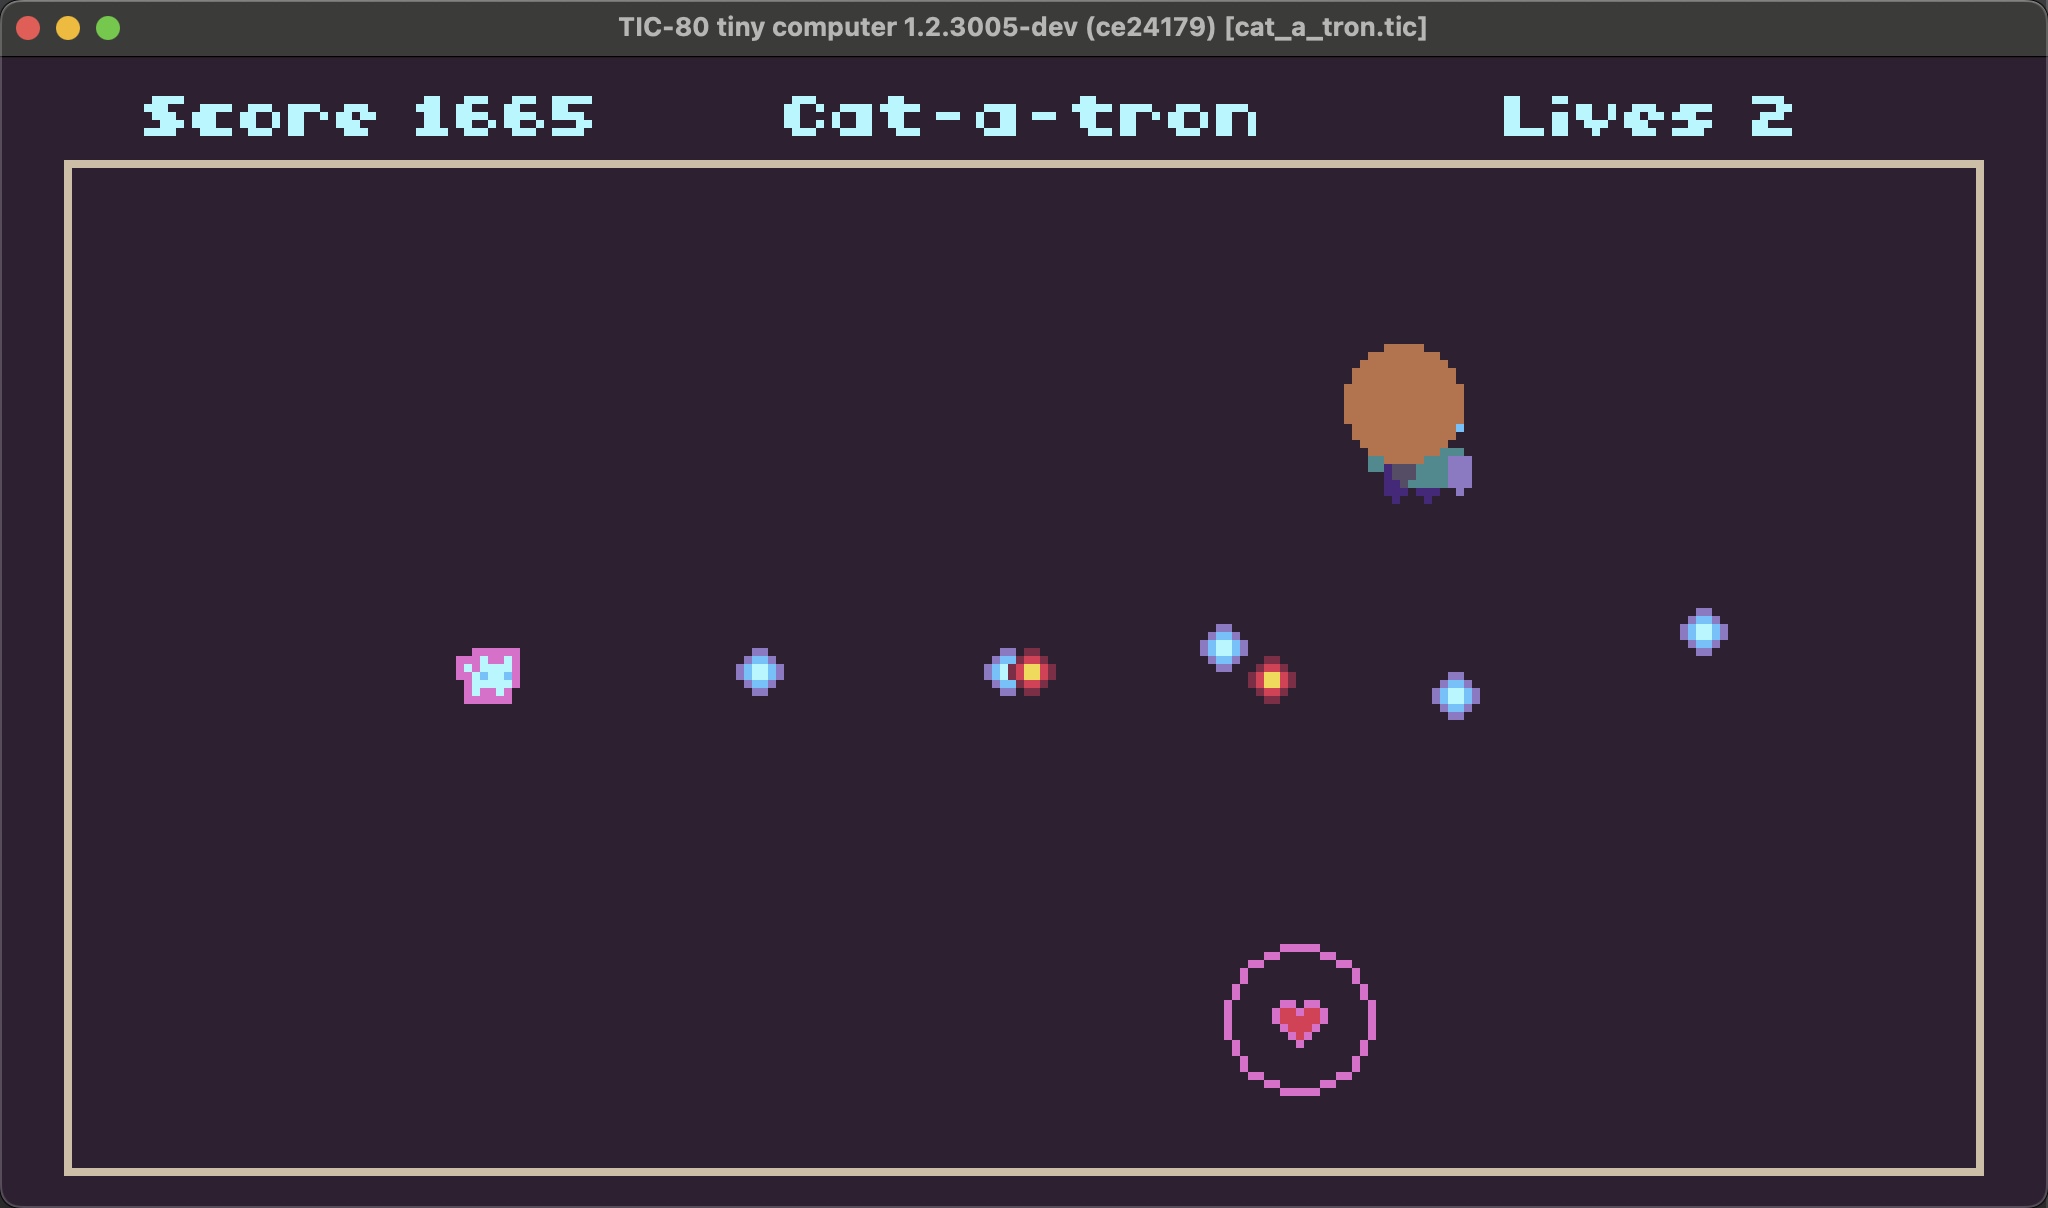 TIC-80 tiny computer 1.2.3005-dev (ce24179) [cat_a_tron.tic]
Score 1665 Cat-a-tron Lives 2